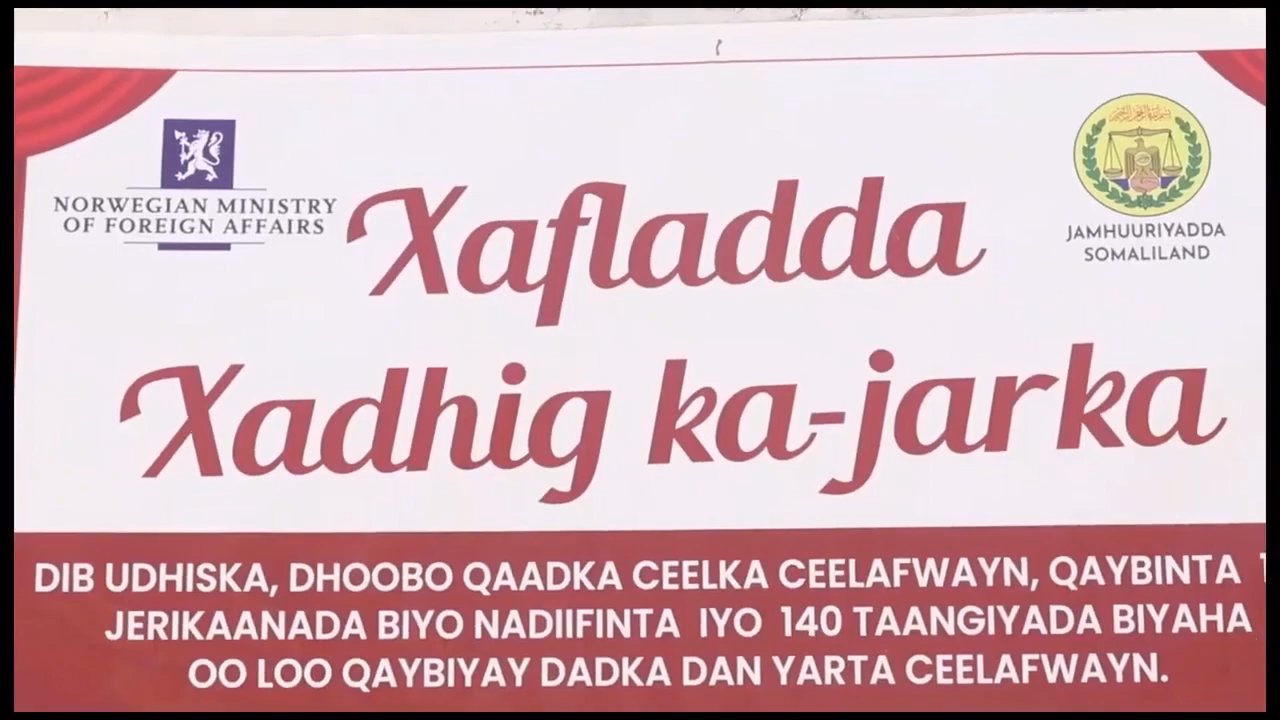 NORWEGIAN MINISTRY
OF FOREIGN AFFAIRS
JAMHUURIYADDA
SOMALILAND
Xafladda
Xadhig ka-jarka
DIB UDHISKA, DHOOBO QAADKA CEELKA CEELAFWAYN, QAYBINTA
JERIKAANADA BIYO NADIIFINTA IYO 140 TAANGIYADA BIYAHA
OO LOO QAYBIYAY DADKA DAN YARTA CEELAFWAYN.